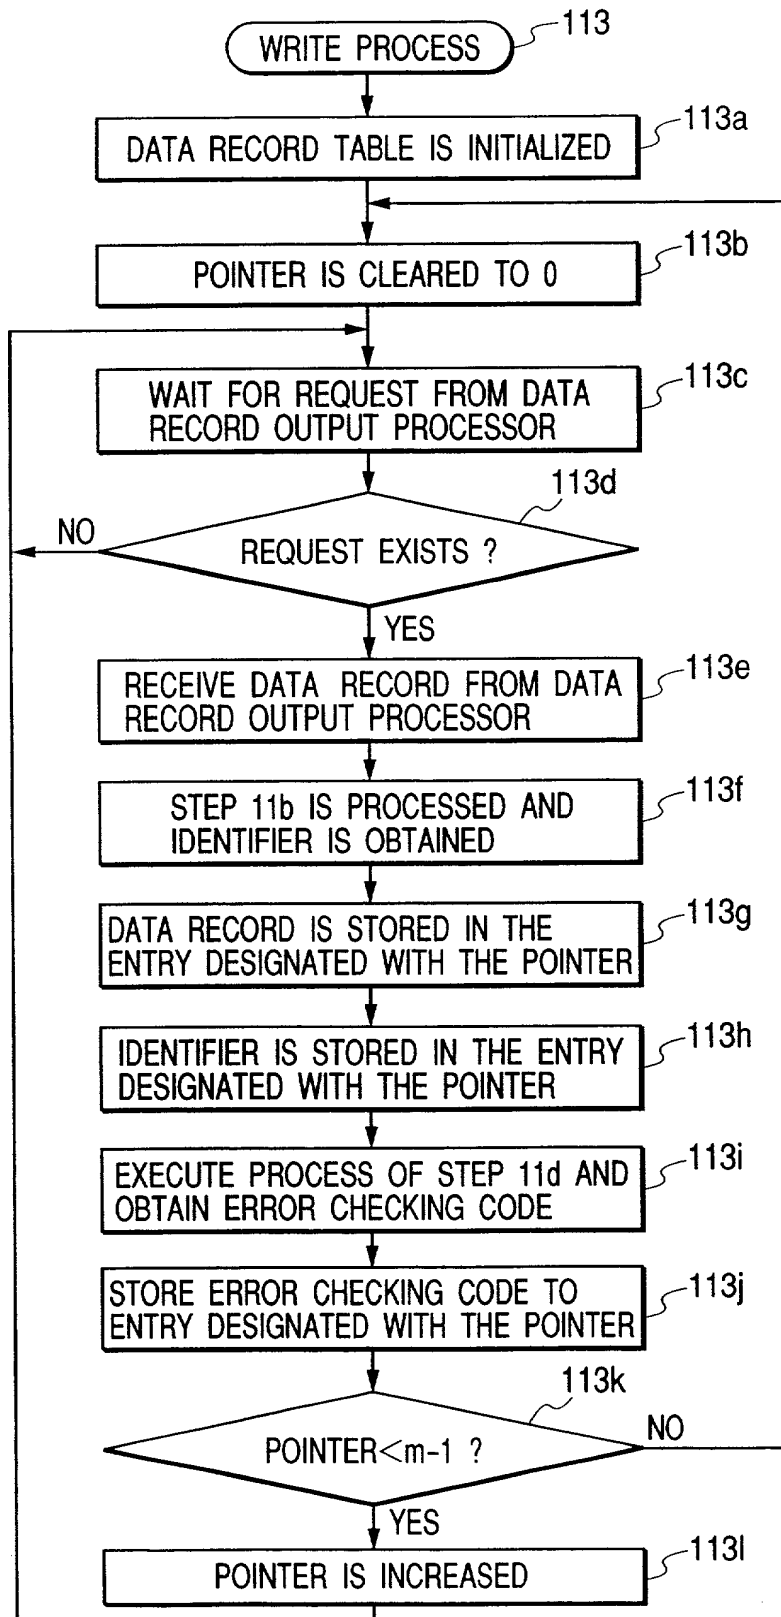 WRITE PROCESS
113
DATA RECORD TABLE IS INITIALIZED
113a
POINTER IS CLEARED TO 0
113b
WAIT FOR REQUEST FROM DATA
RECORD OUTPUT PROCESSOR
113c
REQUEST EXISTS ?
113d
NO
YES
RECEIVE DATA RECORD FROM DATA
RECORD OUTPUT PROCESSOR
113e
STEP 11b IS PROCESSED AND
IDENTIFIER IS OBTAINED
113f
DATA RECORD IS STORED IN THE
ENTRY DESIGNATED WITH THE POINTER
113g
IDENTIFIER IS STORED IN THE ENTRY
DESIGNATED WITH THE POINTER
113h
EXECUTE PROCESS OF STEP 11d AND
OBTAIN ERROR CHECKING CODE
113i
STORE ERROR CHECKING CODE TO
ENTRY DESIGNATED WITH THE POINTER
113j
POINTER<m-1 ?
113k
NO
YES
POINTER IS INCREASED
113l